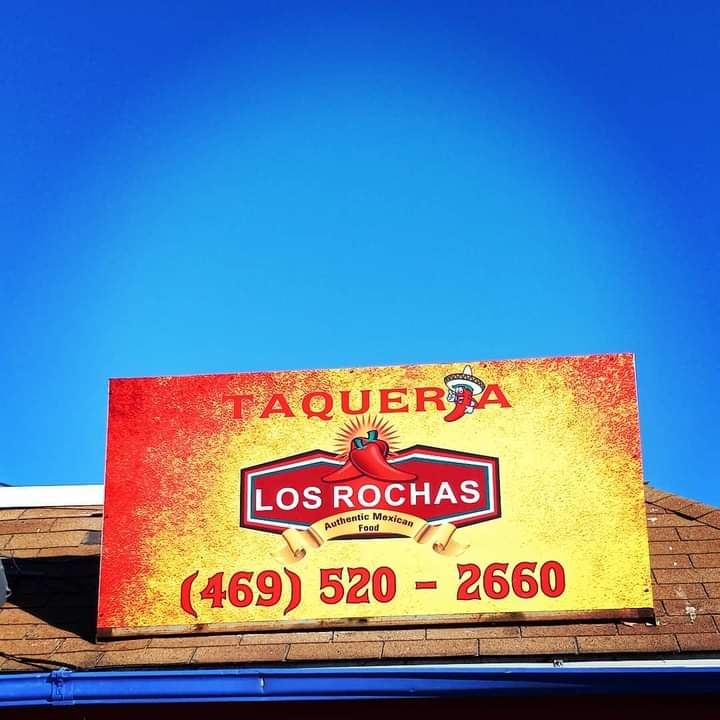 TAQUERIA
LOS ROCHAS
Authentic Mexican
Food
(469) 520 - 2660